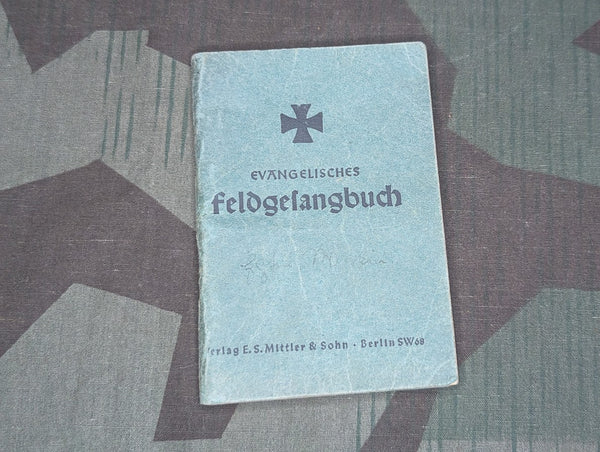 EVANGELISCHES
Feldgeſangbuch
Verlag E. S. Mittler & Sohn · Berlin SW68